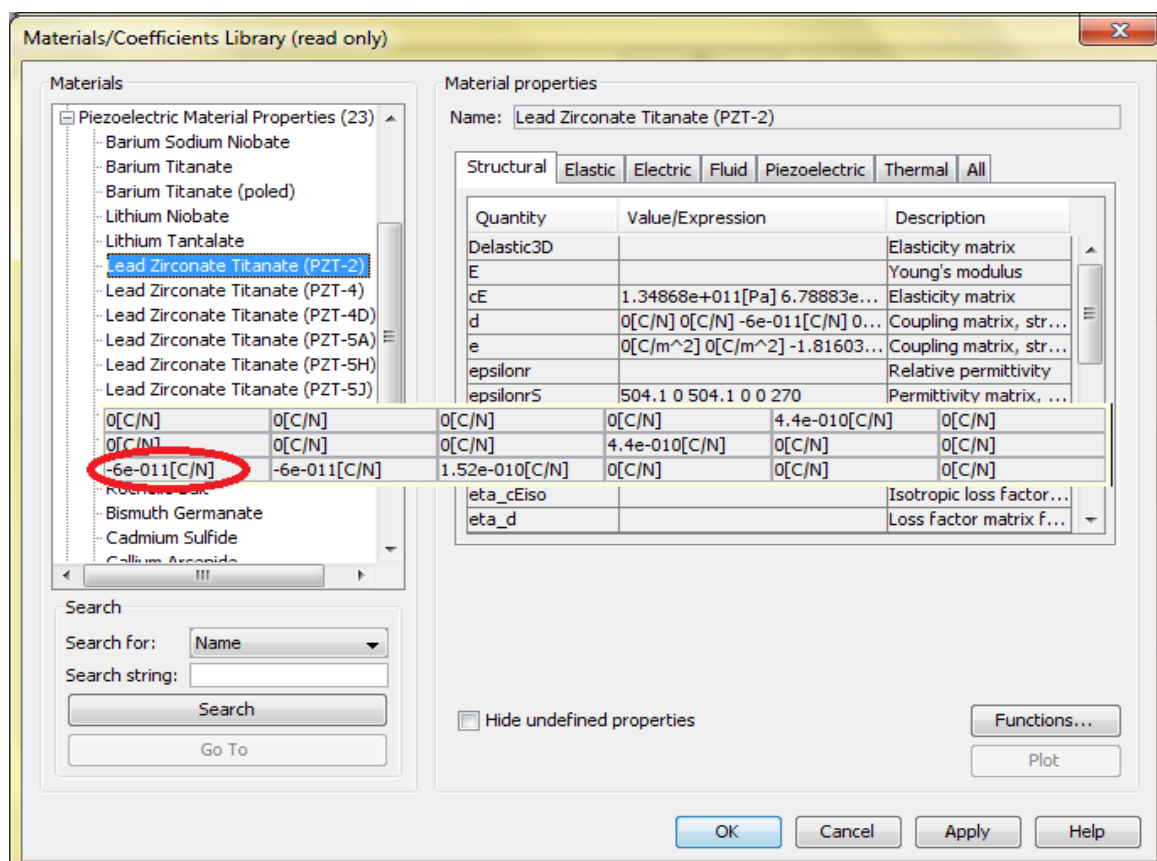 Materials/Coefficients Library (read only)
x
Materials
Piezoelectric Material Properties (23)
Barium Sodium Niobate
Barium Titanate
Barium Titanate (poled)
Lithium Niobate
Lithium Tantalate
Lead Zirconate Titanate (PZT-2)
Lead Zirconate Titanate (PZT-4)
Lead Zirconate Titanate (PZT-4D)
Lead Zirconate Titanate (PZT-5A)
Lead Zirconate Titanate (PZT-5H)
Lead Zirconate Titanate (PZT-5J)
Bismuth Germanate
Cadmium Sulfide
Gallium Arsenide
Search
Search for: Name
Search string:
Search
Go To
Material properties
Name: Lead Zirconate Titanate (PZT-2)
Structural Elastic Electric Fluid Piezoelectric Thermal All
Quantity Value/Expression Description
Delastic3D Elasticity matrix
E Young's modulus
cE 1.34868e+011[Pa] 6.78883e... Elasticity matrix
d 0[C/N] 0[C/N] -6e-011[C/N] 0... Coupling matrix, str...
e 0[C/m^2] 0[C/m^2] -1.81603... Coupling matrix, str...
epsilonr Relative permittivity
epsilonrS 504.1 0 504.1 0 0 270 Permittivity matrix, ...
0[C/N] 0[C/N] 0[C/N] 0[C/N] 4.4e-010[C/N] 0[C/N]
0[C/N] 0[C/N] 0[C/N] 4.4e-010[C/N] 0[C/N] 0[C/N]
-6e-011[C/N] -6e-011[C/N] 1.52e-010[C/N] 0[C/N] 0[C/N] 0[C/N]
eta_cEiso Isotropic loss factor...
eta_d Loss factor matrix f...
Hide undefined properties
Functions...
Plot
OK Cancel Apply Help